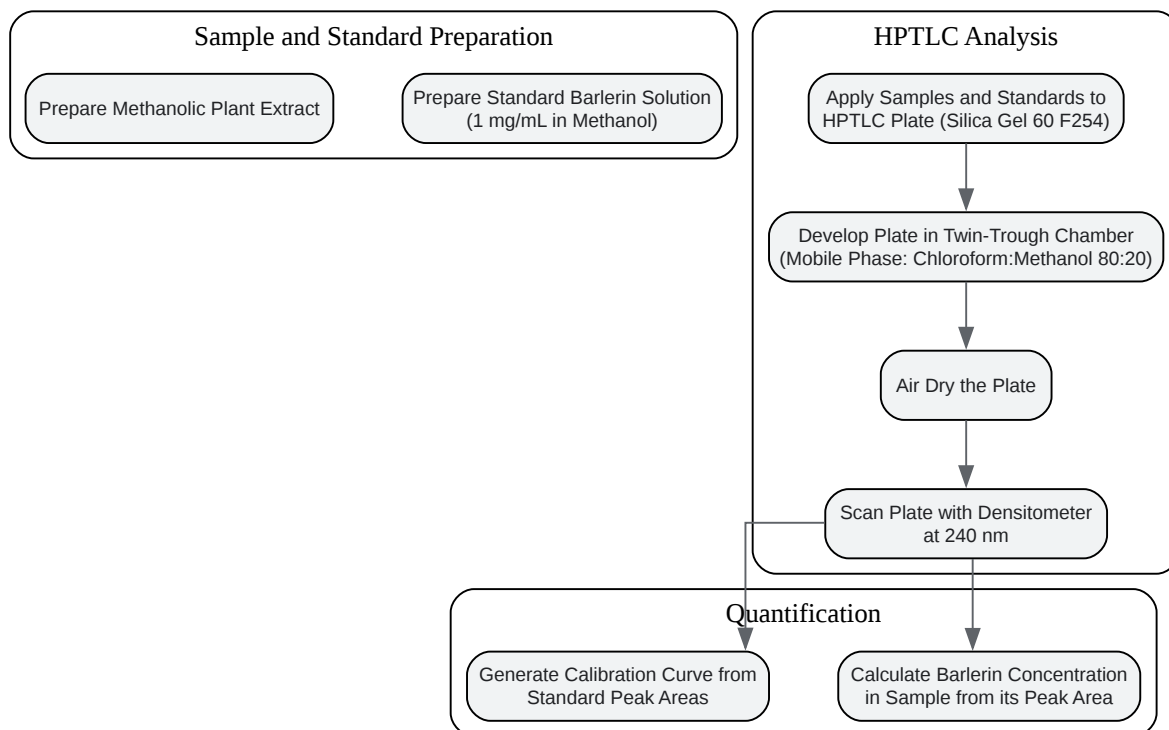 Sample and Standard Preparation
Prepare Methanolic Plant Extract
Prepare Standard Barlerin Solution
(1 mg/mL in Methanol)
HPTLC Analysis
Apply Samples and Standards to
HPTLC Plate (Silica Gel 60 F254)
Develop Plate in Twin-Trough Chamber
(Mobile Phase: Chloroform:Methanol 80:20)
Air Dry the Plate
Scan Plate with Densitometer
at 240 nm
Quantification
Generate Calibration Curve from
Standard Peak Areas
Calculate Barlerin Concentration
in Sample from its Peak Area